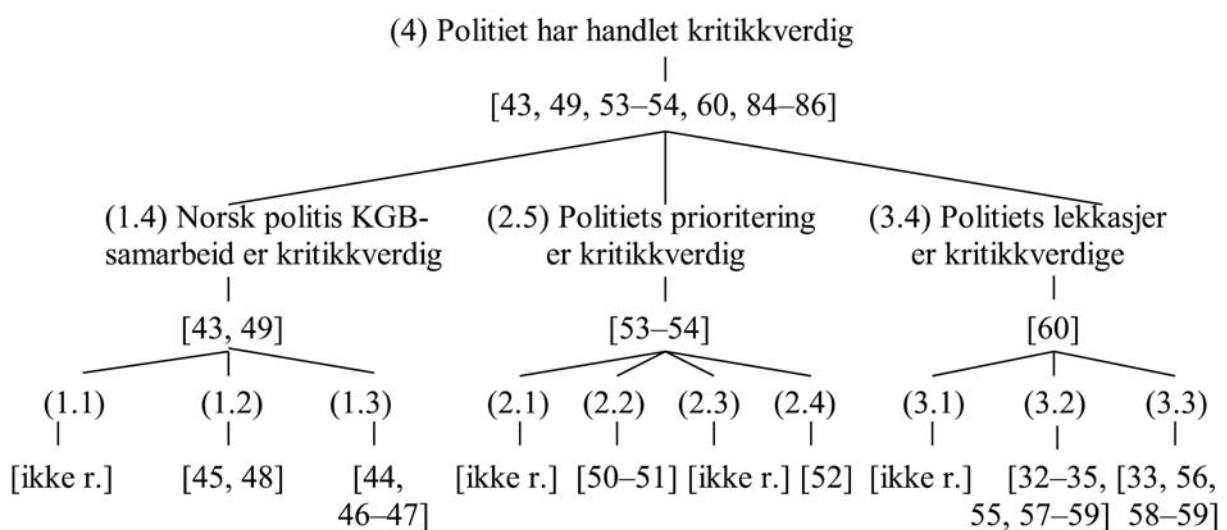 (4) Politiet har handlet kritikkverdig
[43, 49, 53–54, 60, 84–86]
(1.4) Norsk politis KGB-
samarbeid er kritikkverdig
(2.5) Politiets prioritering
er kritikkverdig
(3.4) Politiets lekkasjer
er kritikkverdige
[43, 49]
[53–54]
[60]
(1.1)
(1.2)
(1.3)
(2.1)
(2.2)
(2.3)
(2.4)
(3.1)
(3.2)
(3.3)
[ikke r.]
[45, 48]
[44,
46–47]
[ikke r.]
[50–51]
[ikke r.]
[52]
[ikke r.]
[32–35,
55, 57–59]
[33, 56,
58–59]